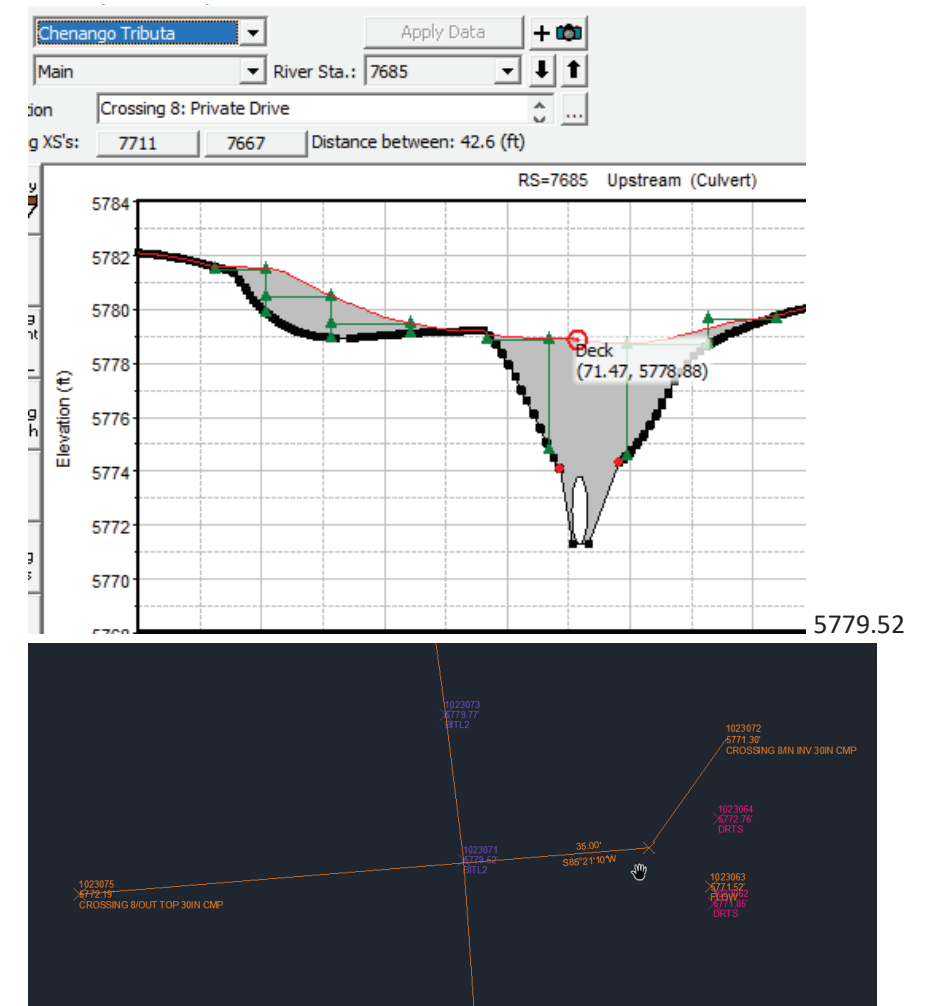 Chenango Tributa
Apply Data
+
Main
River Sta.: 7685
tion
Crossing 8: Private Drive
...
g XS's:
7711
7667
Distance between: 42.6 (ft)
RS=7685 Upstream (Culvert)
5784
5782
5780
5778
5776
5774
5772
5770
Elevation (ft)
Deck
(71.47, 5778.88)
5779.52
1023073
5779.77'
BITL2
1023072
5771.30'
CROSSING 8/IN INV 30IN CMP
1023064
5772.76'
DRTS
1023071
5779.52'
BITL2
35.00'
S85°21'10"W
1023075
5772.19'
CROSSING 8/OUT TOP 30IN CMP
1023063
5771.52'
FLOW
5771.85'
DRTS